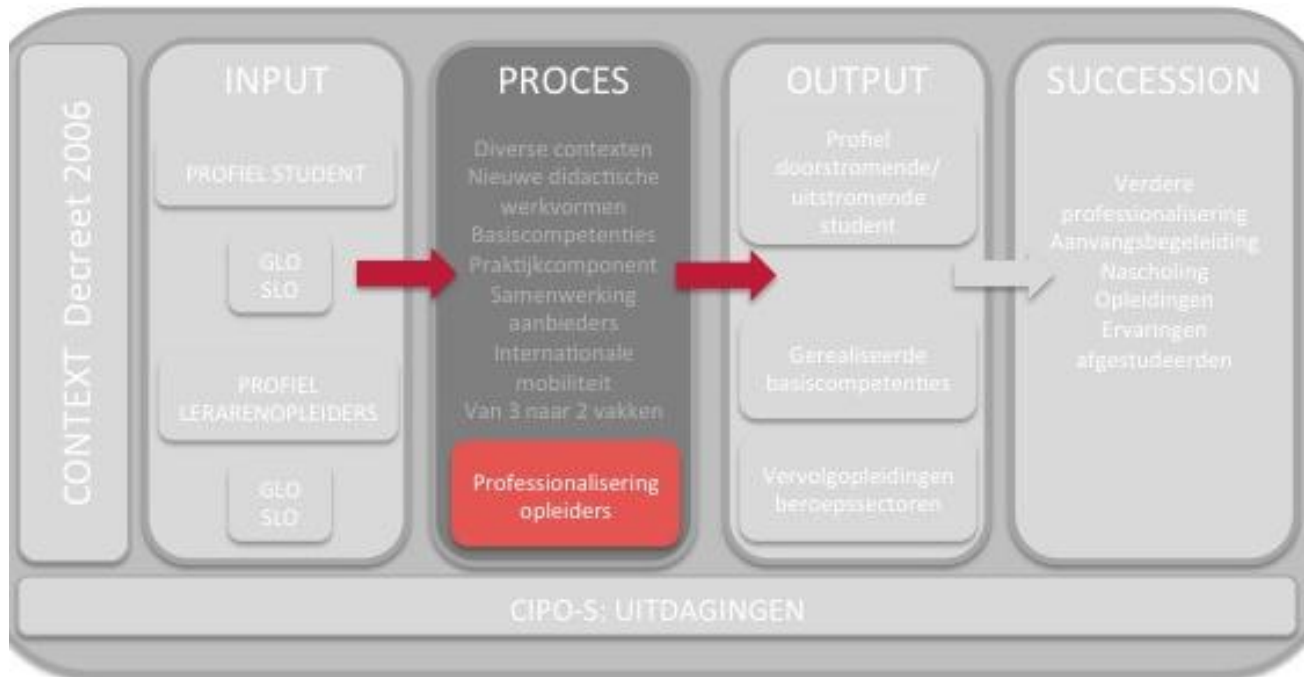 CONTEXT Decreet 2006
INPUT
PROFIEL STUDENT
GLO
SLO
PROFIEL
LERARENOPLEIDERS
GLO
SLO
PROCES
Diverse contexten
Nieuwe didactische
werkvormen
Basiscompetenties
Praktijkcomponent
Samenwerking
aanbieders
Internationale
mobiliteit
Van 3 naar 2 vakken
Professionalisering
opleiders
OUTPUT
Profiel
doorstromende/
uitstromende
student
Gerealiseerde
basiscompetenties
Vervolgopleidingen
beroepssectoren
SUCCESSION
Verdere
professionalisering
Aanvangsbegeleiding
Nascholing
Opleidingen
Ervaringen
afgestudeerden
CIPO-S: UITDAGINGEN